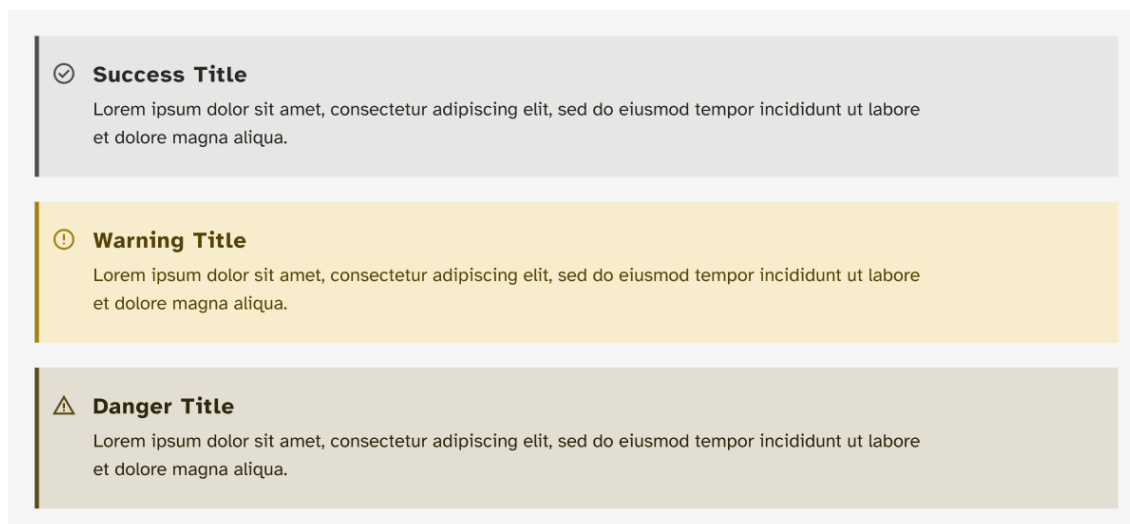 Success Title
Lorem ipsum dolor sit amet, consectetur adipiscing elit, sed do eiusmod tempor incididunt ut labore
et dolore magna aliqua.
Warning Title
Lorem ipsum dolor sit amet, consectetur adipiscing elit, sed do eiusmod tempor incididunt ut labore
et dolore magna aliqua.
Danger Title
Lorem ipsum dolor sit amet, consectetur adipiscing elit, sed do eiusmod tempor incididunt ut labore
et dolore magna aliqua.